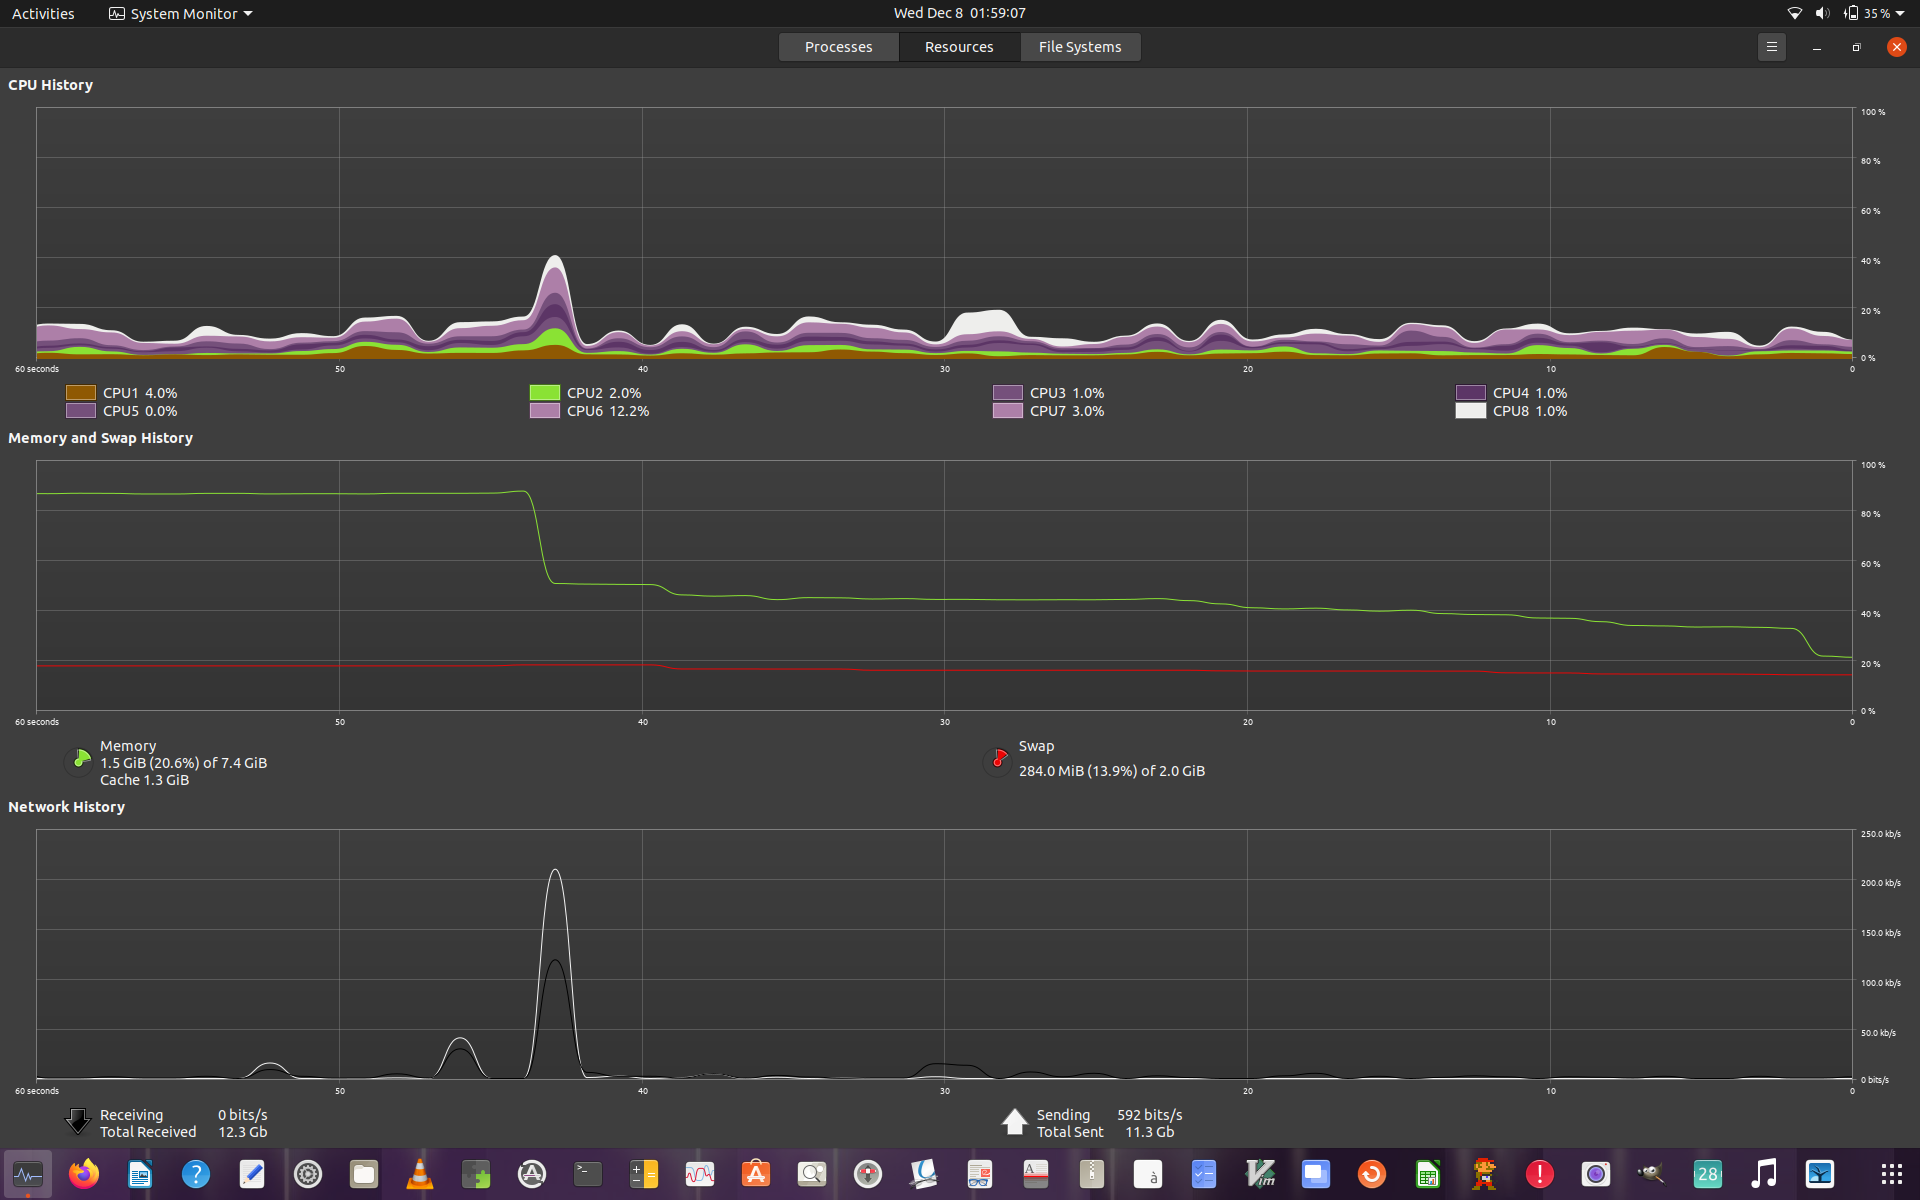 Activities System Monitor Wed Dec 8 01:59:07 35 %
Processes Resources File Systems
CPU History
100 %
80 %
60 %
40 %
20 %
0 %
60 seconds 50 40 30 20 10 0
CPU1 4.0% CPU2 2.0% CPU3 1.0% CPU4 1.0%
CPU5 0.0% CPU6 12.2% CPU7 3.0% CPU8 1.0%
Memory and Swap History
100 %
80 %
60 %
40 %
20 %
0 %
60 seconds 50 40 30 20 10 0
Memory
1.5 GiB (20.6%) of 7.4 GiB
Cache 1.3 GiB
Swap
284.0 MiB (13.9%) of 2.0 GiB
Network History
250.0 kb/s
200.0 kb/s
150.0 kb/s
100.0 kb/s
50.0 kb/s
0 bits/s
60 seconds 50 40 30 20 10 0
Receiving 0 bits/s
Total Received 12.3 Gb
Sending 592 bits/s
Total Sent 11.3 Gb
28